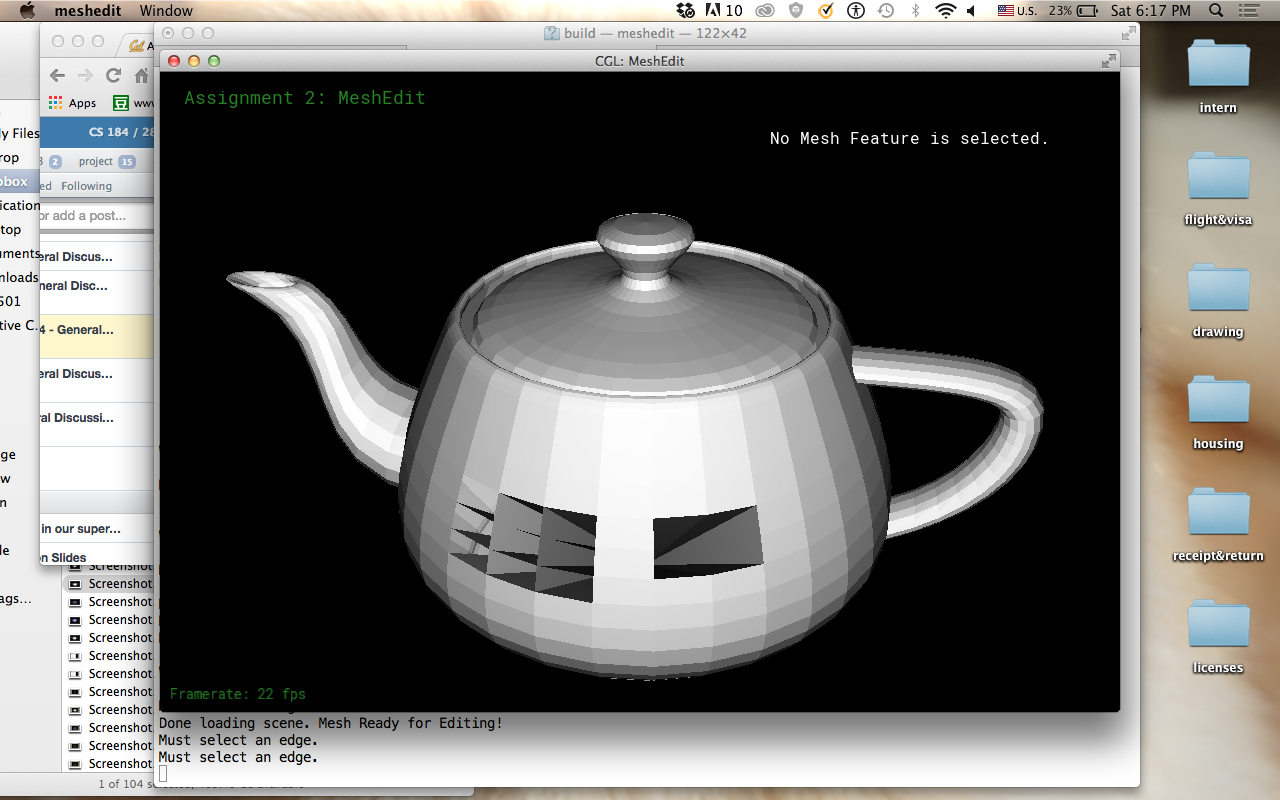 meshedit Window
10
U.S. 23% Sat 6:17 PM
build — meshedit — 122×42
CGL: MeshEdit
Apps
www
CS 184 / 28
2 project 15
Following
or add a post...
eral Discus...
neral Disc...
4 - General...
eral Discus...
ral Discussi...
in our super...
on Slides
ly Files
rop
pbox
ication
top
uments
nloads
501
tive C...
ge
w
n
le
ags...
Screenshot
Screenshot
Screenshot
Screenshot
Screenshot
Screenshot
Screenshot
Screenshot
Screenshot
Screenshot
Screenshot
Screenshot
1 of 104 selected,
Assignment 2: MeshEdit
No Mesh Feature is selected.
Framerate: 22 fps
Done loading scene. Mesh Ready for Editing!
Must select an edge.
Must select an edge.
intern
flight&visa
drawing
housing
receipt&return
licenses